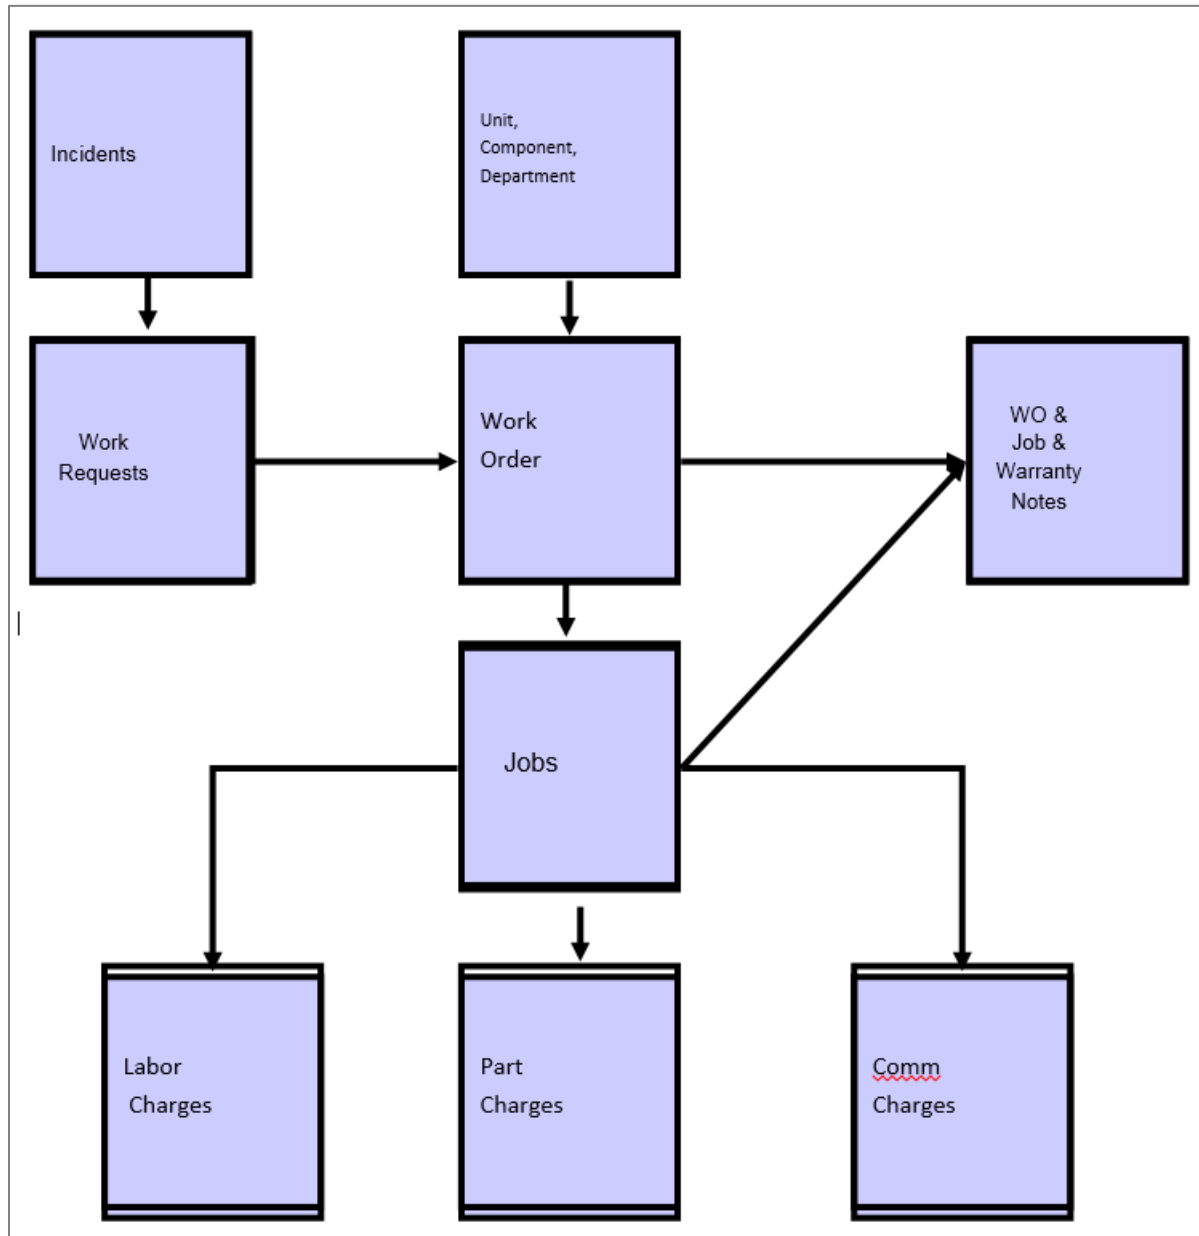 Incidents
Unit,
Component,
Department
Work
Requests
Work
Order
WO &
Job &
Warranty
Notes
Jobs
Labor
Charges
Part
Charges
Comm
Charges